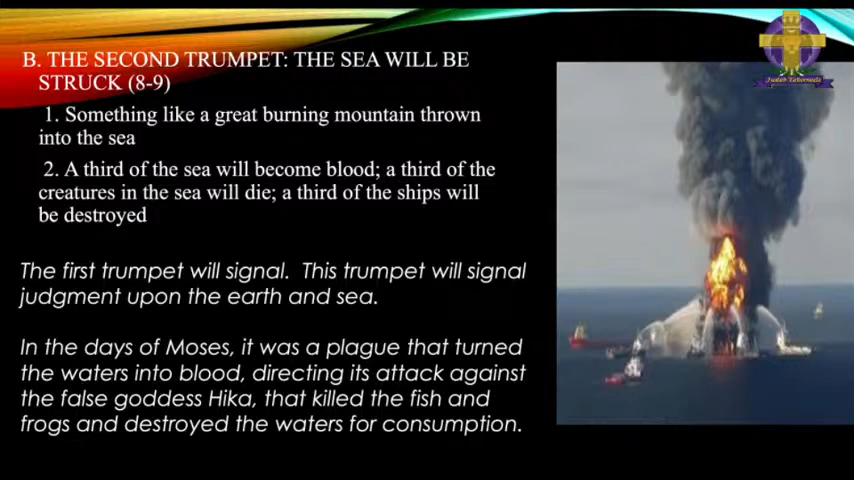 B. THE SECOND TRUMPET: THE SEA WILL BE
STRUCK (8-9)
1. Something like a great burning mountain thrown
into the sea
2. A third of the sea will become blood; a third of the
creatures in the sea will die; a third of the ships will
be destroyed
The first trumpet will signal. This trumpet will signal
judgment upon the earth and sea.
In the days of Moses, it was a plague that turned
the waters into blood, directing its attack against
the false goddess Hika, that killed the fish and
frogs and destroyed the waters for consumption.
Judah Tabernacle